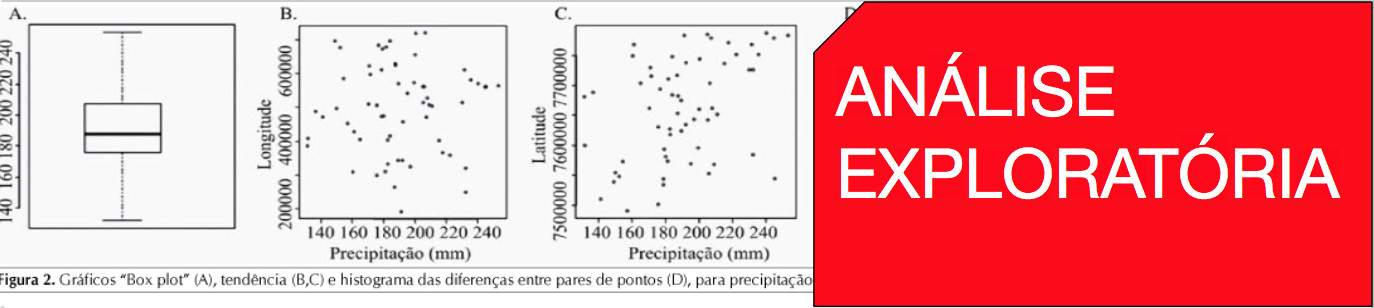 A.
240
220
200
180
160
140
B.
Longitude
600000
400000
200000
140 160 180 200 220 240
Precipitação (mm)
C.
Latitude
7700000
7600000
7500000
140 160 180 200 220 240
Precipitação (mm)
ANÁLISE
EXPLORATÓRIA
Figura 2. Gráficos “Box plot” (A), tendência (B,C) e histograma das diferenças entre pares de pontos (D), para precipitação